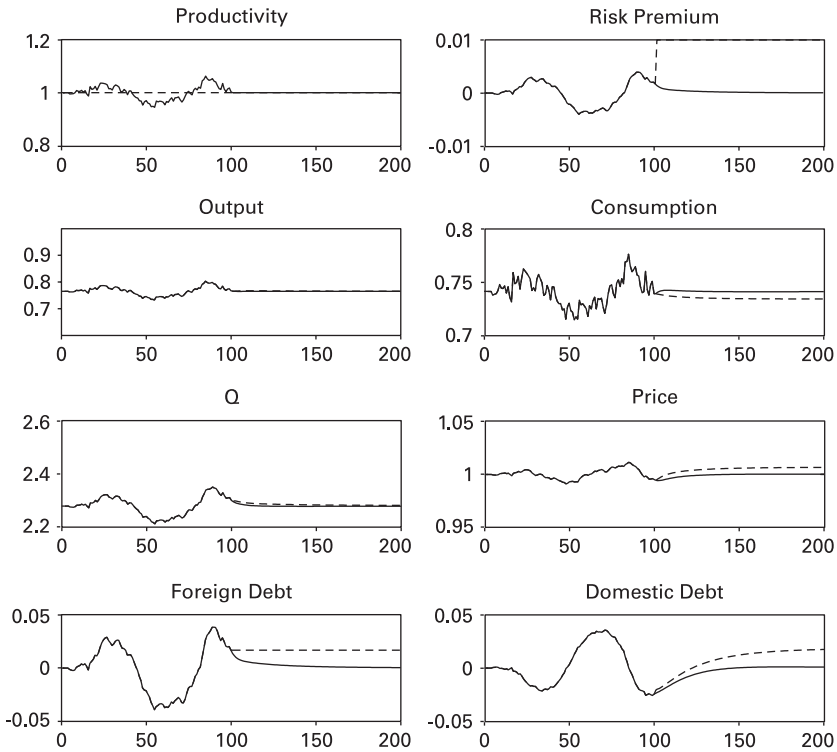 Productivity
1.2
1
0.8
0 50 100 150 200
Risk Premium
0.01
0
-0.01
0 50 100 150 200
Output
0.9
0.8
0.7
0 50 100 150 200
Consumption
0.8
0.75
0.7
0 50 100 150 200
Q
2.6
2.4
2.2
0 50 100 150 200
Price
1.05
1
0.95
0 50 100 150 200
Foreign Debt
0.05
0
-0.05
0 50 100 150 200
Domestic Debt
0.05
0
-0.05
0 50 100 150 200